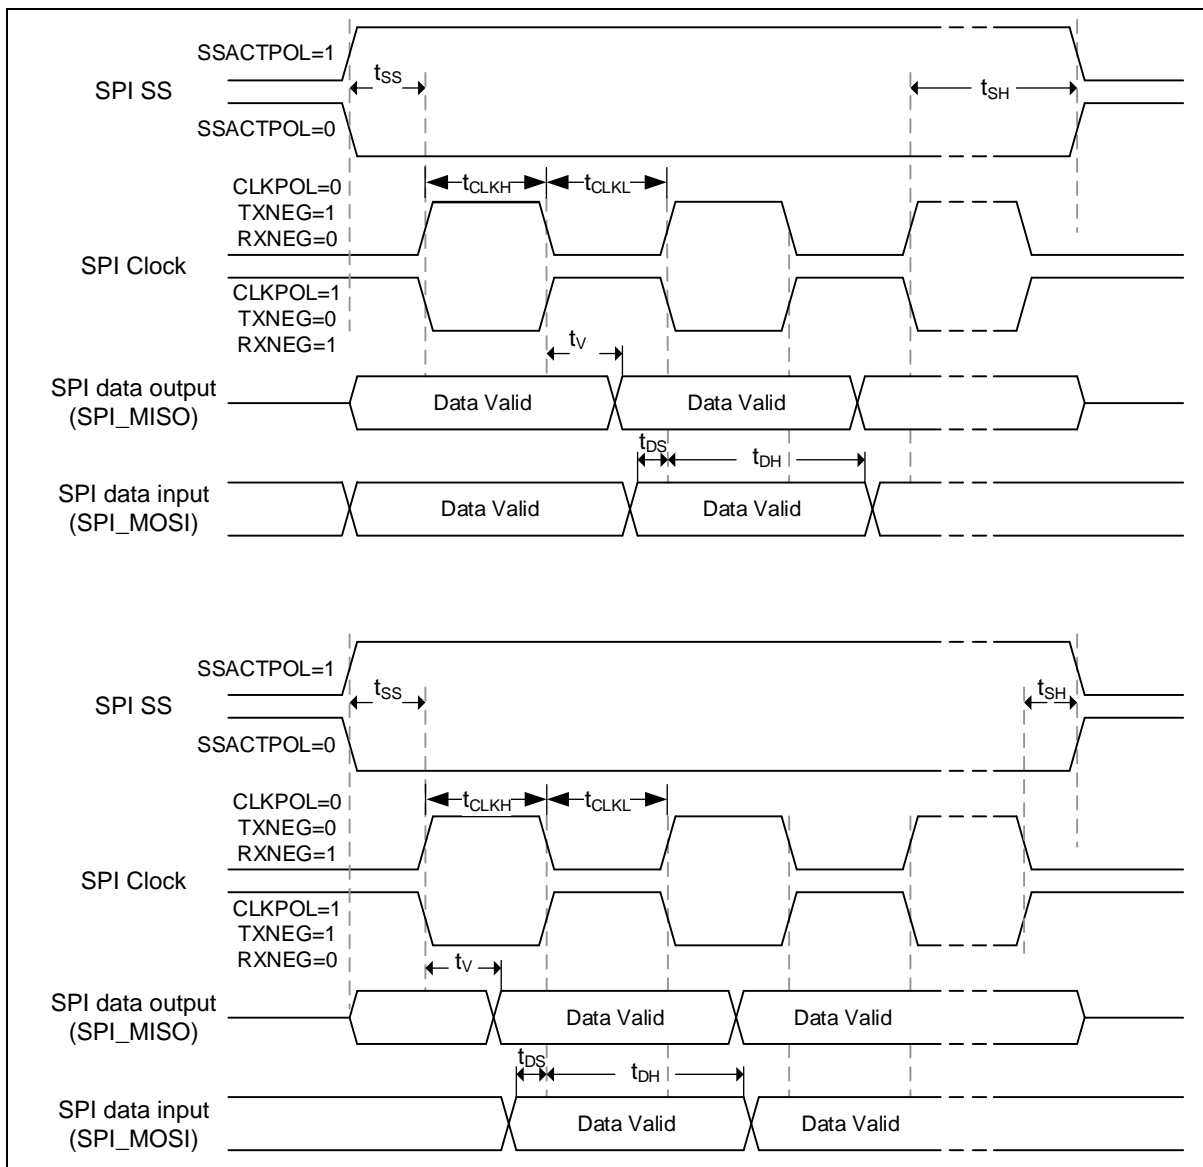 SSACTPOL=1
SPI SS
tSS
tSH
SSACTPOL=0
CLKPOL=0
TXNEG=1
RXNEG=0
tCLKH
tCLKL
SPI Clock
CLKPOL=1
TXNEG=0
RXNEG=1
tV
SPI data output
(SPI_MISO)
Data Valid
Data Valid
tDS
tDH
SPI data input
(SPI_MOSI)
Data Valid
Data Valid
SSACTPOL=1
SPI SS
tSS
tSH
SSACTPOL=0
CLKPOL=0
TXNEG=0
RXNEG=1
tCLKH
tCLKL
SPI Clock
CLKPOL=1
TXNEG=1
RXNEG=0
tV
SPI data output
(SPI_MISO)
Data Valid
Data Valid
tDS
tDH
SPI data input
(SPI_MOSI)
Data Valid
Data Valid